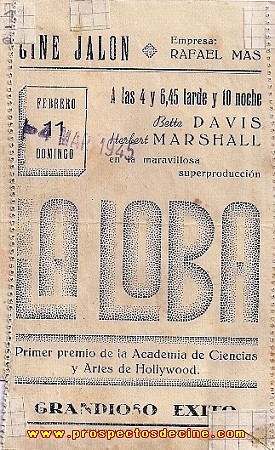 CINE JALON
Empresa:
RAFAEL MAS
FEBRERO
11
DOMINGO
4 MAR 1945
A las 4 y 6,45 tarde y 10 noche
Bette DAVIS
Herbert MARSHALL
en la maravillosa
superproducción
LA LOBA
Primer premio de la Academia de Ciencias
y Artes de Hollywood.
GRANDIOSO EXITO
www.prospectosdecine.com